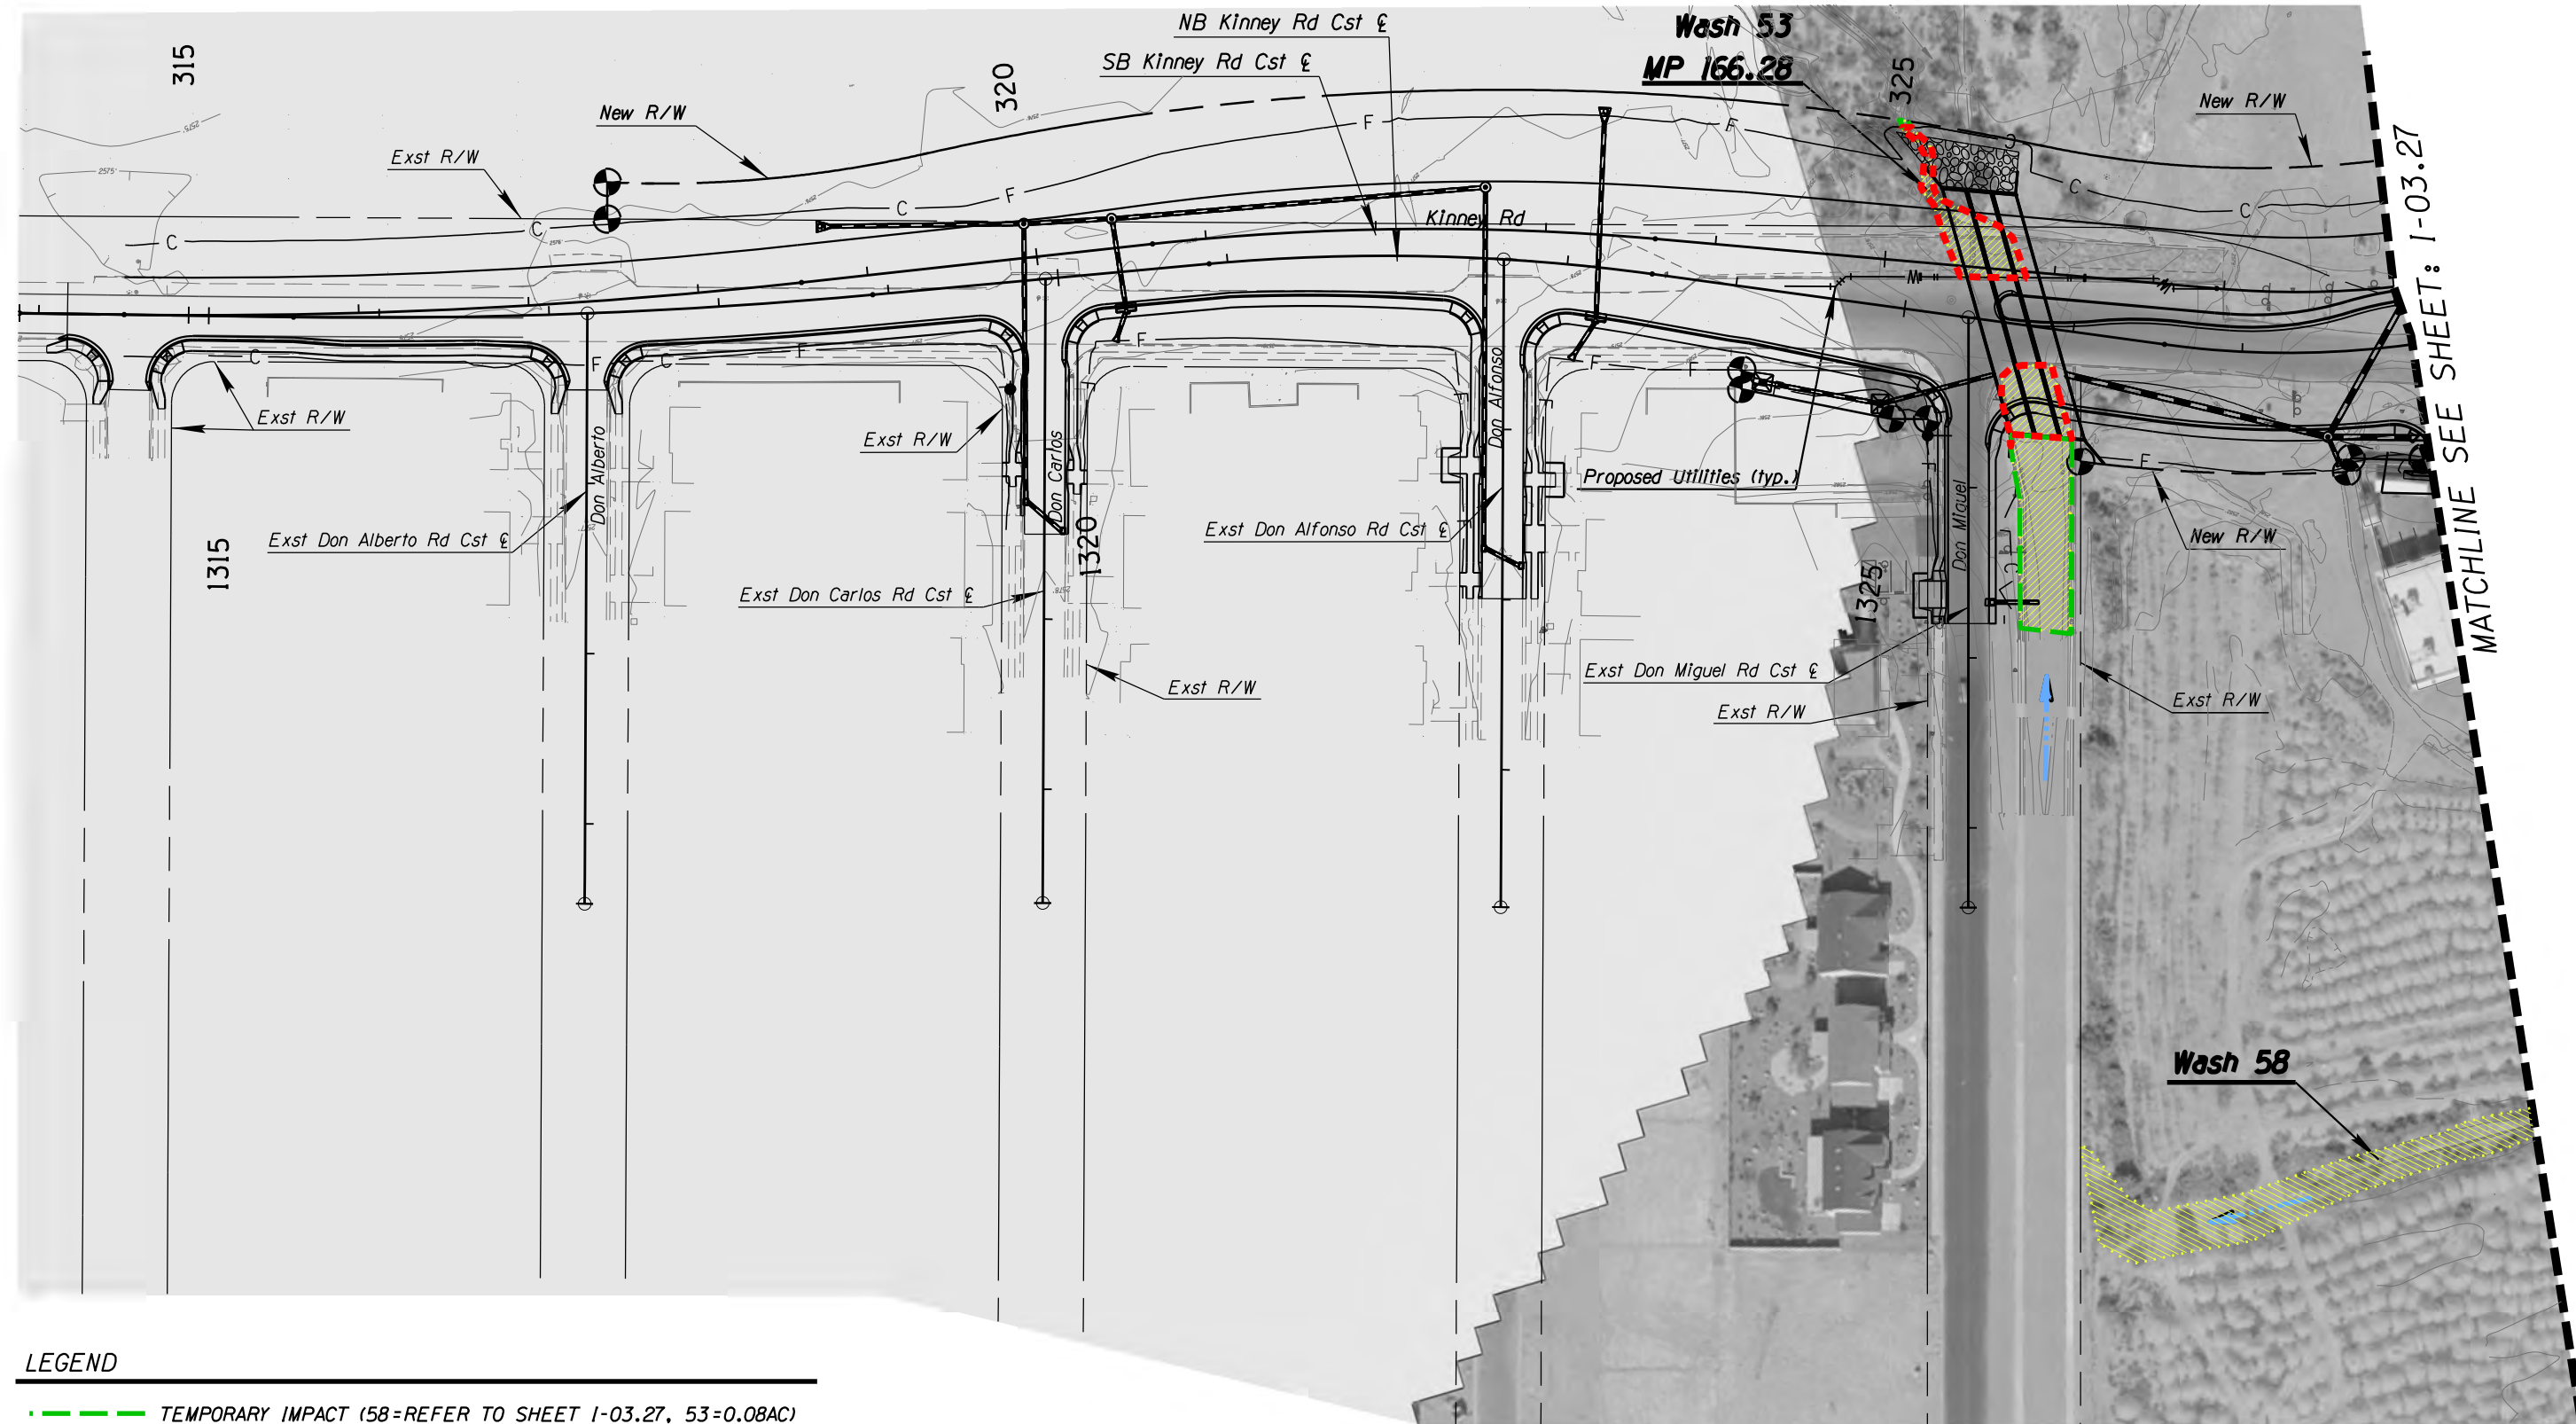 NB Kinney Rd Cst ℄
SB Kinney Rd Cst ℄
Wash 53
MP 166.28
315
320
325
New R/W
New R/W
Exst R/W
C
F
C
C
F
F
C
C
C
Kinney Rd
M
M
MATCHLINE SEE SHEET: 1-03.27
C
F
C
F
F
F
F
F
Exst R/W
Exst R/W
Don Alberto
Don Carlos
Don Alfonso
Don Miguel
Proposed Utilities (typ.)
Exst Don Alberto Rd Cst ℄
Exst Don Alfonso Rd Cst ℄
New R/W
1315
1320
1325
Exst Don Carlos Rd Cst ℄
Exst Don Miguel Rd Cst ℄
Exst R/W
Exst R/W
Exst R/W
2575'
Wash 58
LEGEND
TEMPORARY IMPACT (58=REFER TO SHEET 1-03.27, 53=0.08AC)